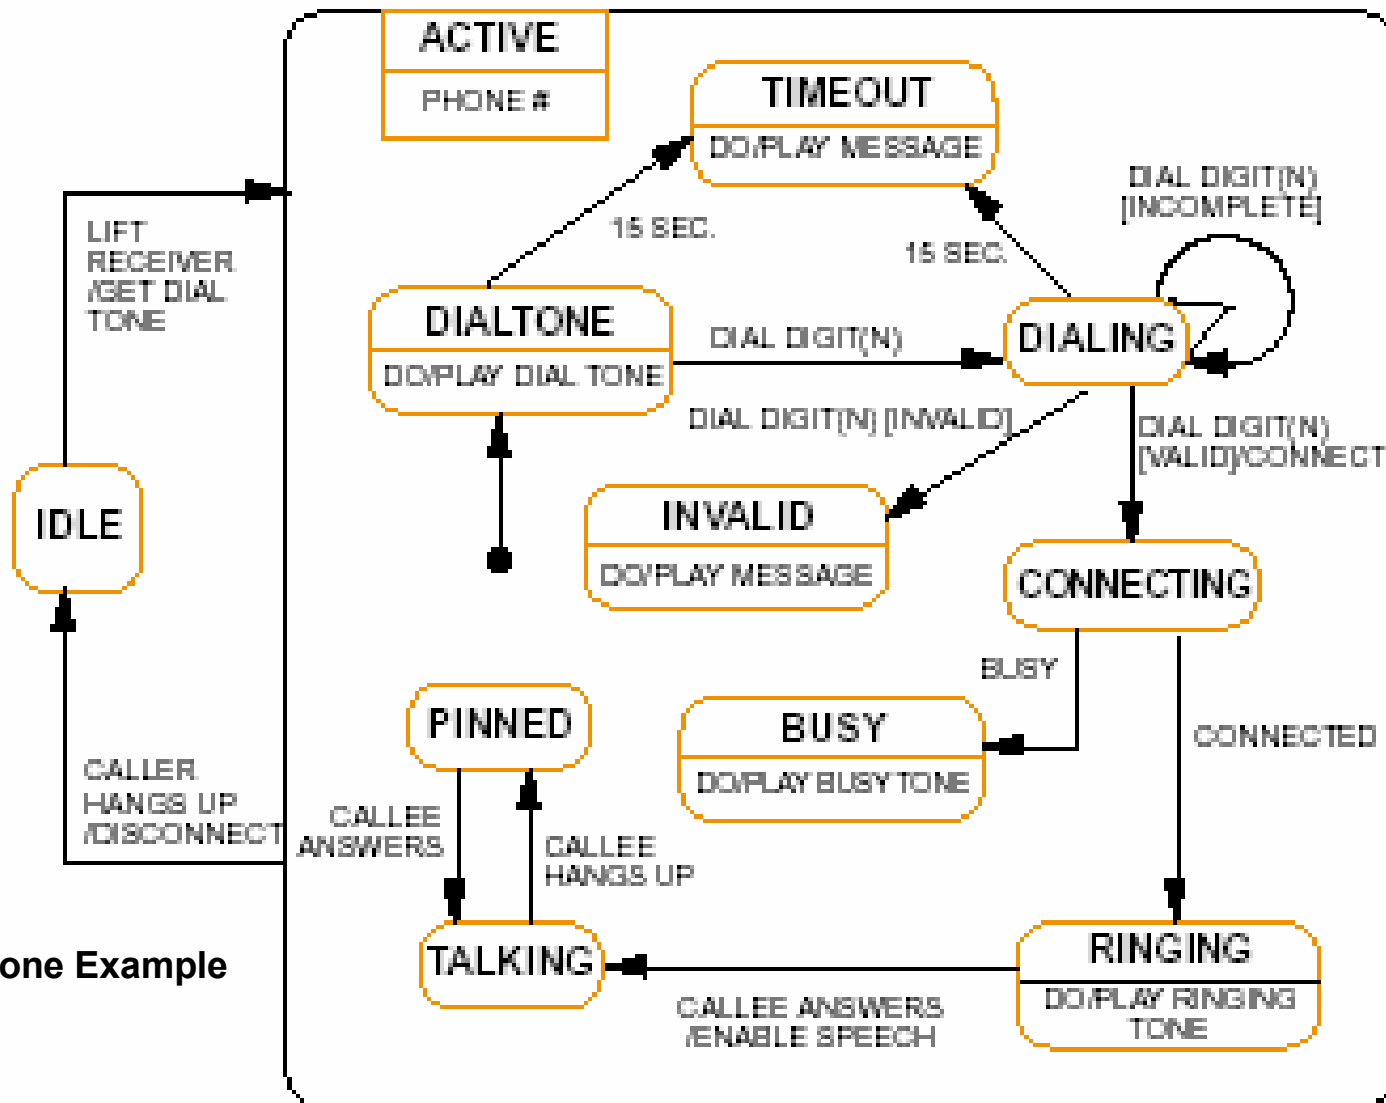 ACTIVE
PHONE #
TIMEOUT
DO/PLAY MESSAGE
DIAL DIGIT(N)
[INCOMPLETE]
15 SEC.
15 SEC.
LIFT
RECEIVER
/GET DIAL
TONE
DIALTONE
DO/PLAY DIAL TONE
DIAL DIGIT(N)
DIALING
DIAL DIGIT(N) [INVALID]
DIAL DIGIT(N)
[VALID]/CONNECT
IDLE
INVALID
DO/PLAY MESSAGE
CONNECTING
BUSY
PINNED
BUSY
DO/PLAY BUSY TONE
CONNECTED
CALLER
HANGS UP
/DISCONNECT
CALLEE
ANSWERS
CALLEE
HANGS UP
TALKING
RINGING
DO/PLAY RINGING
TONE
CALLEE ANSWERS
/ENABLE SPEECH
one Example